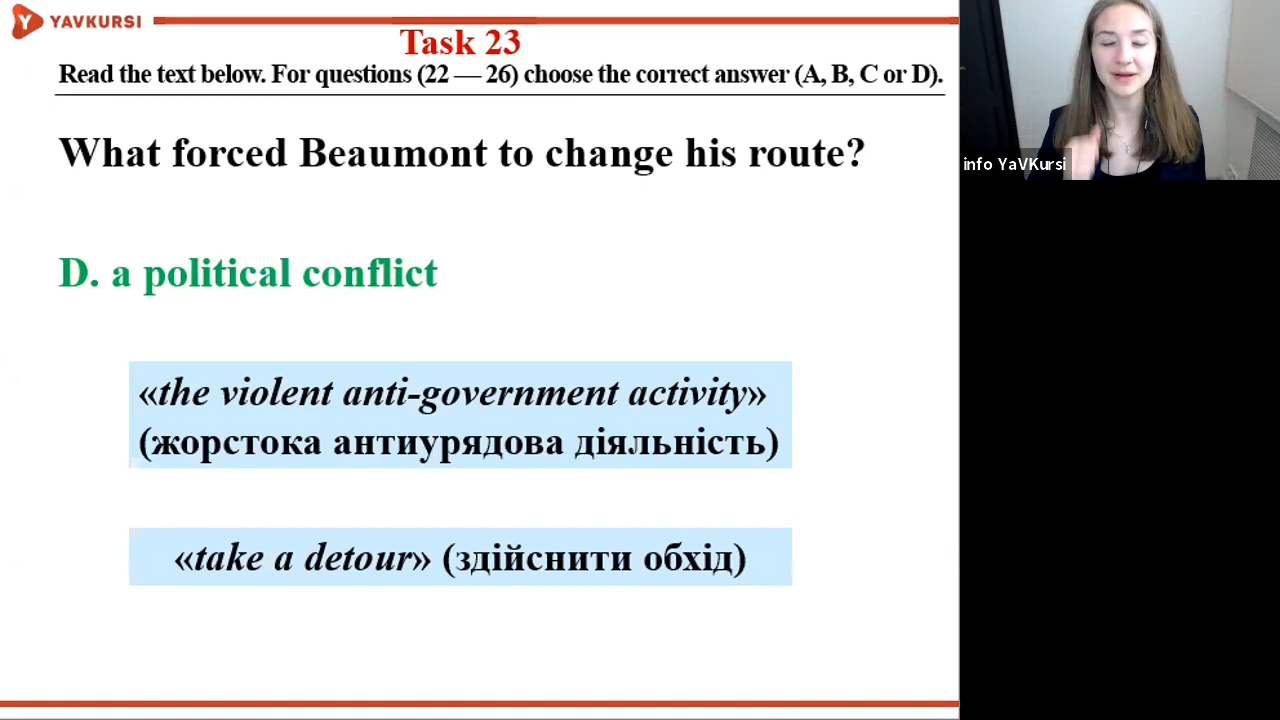 YAVKURSI
Task 23
Read the text below. For questions (22 — 26) choose the correct answer (A, B, C or D).
What forced Beaumont to change his route?
info YaVKursi
D. a political conflict
«the violent anti-government activity»
(жорстока антиурядова діяльність)
«take a detour» (здійснити обхід)